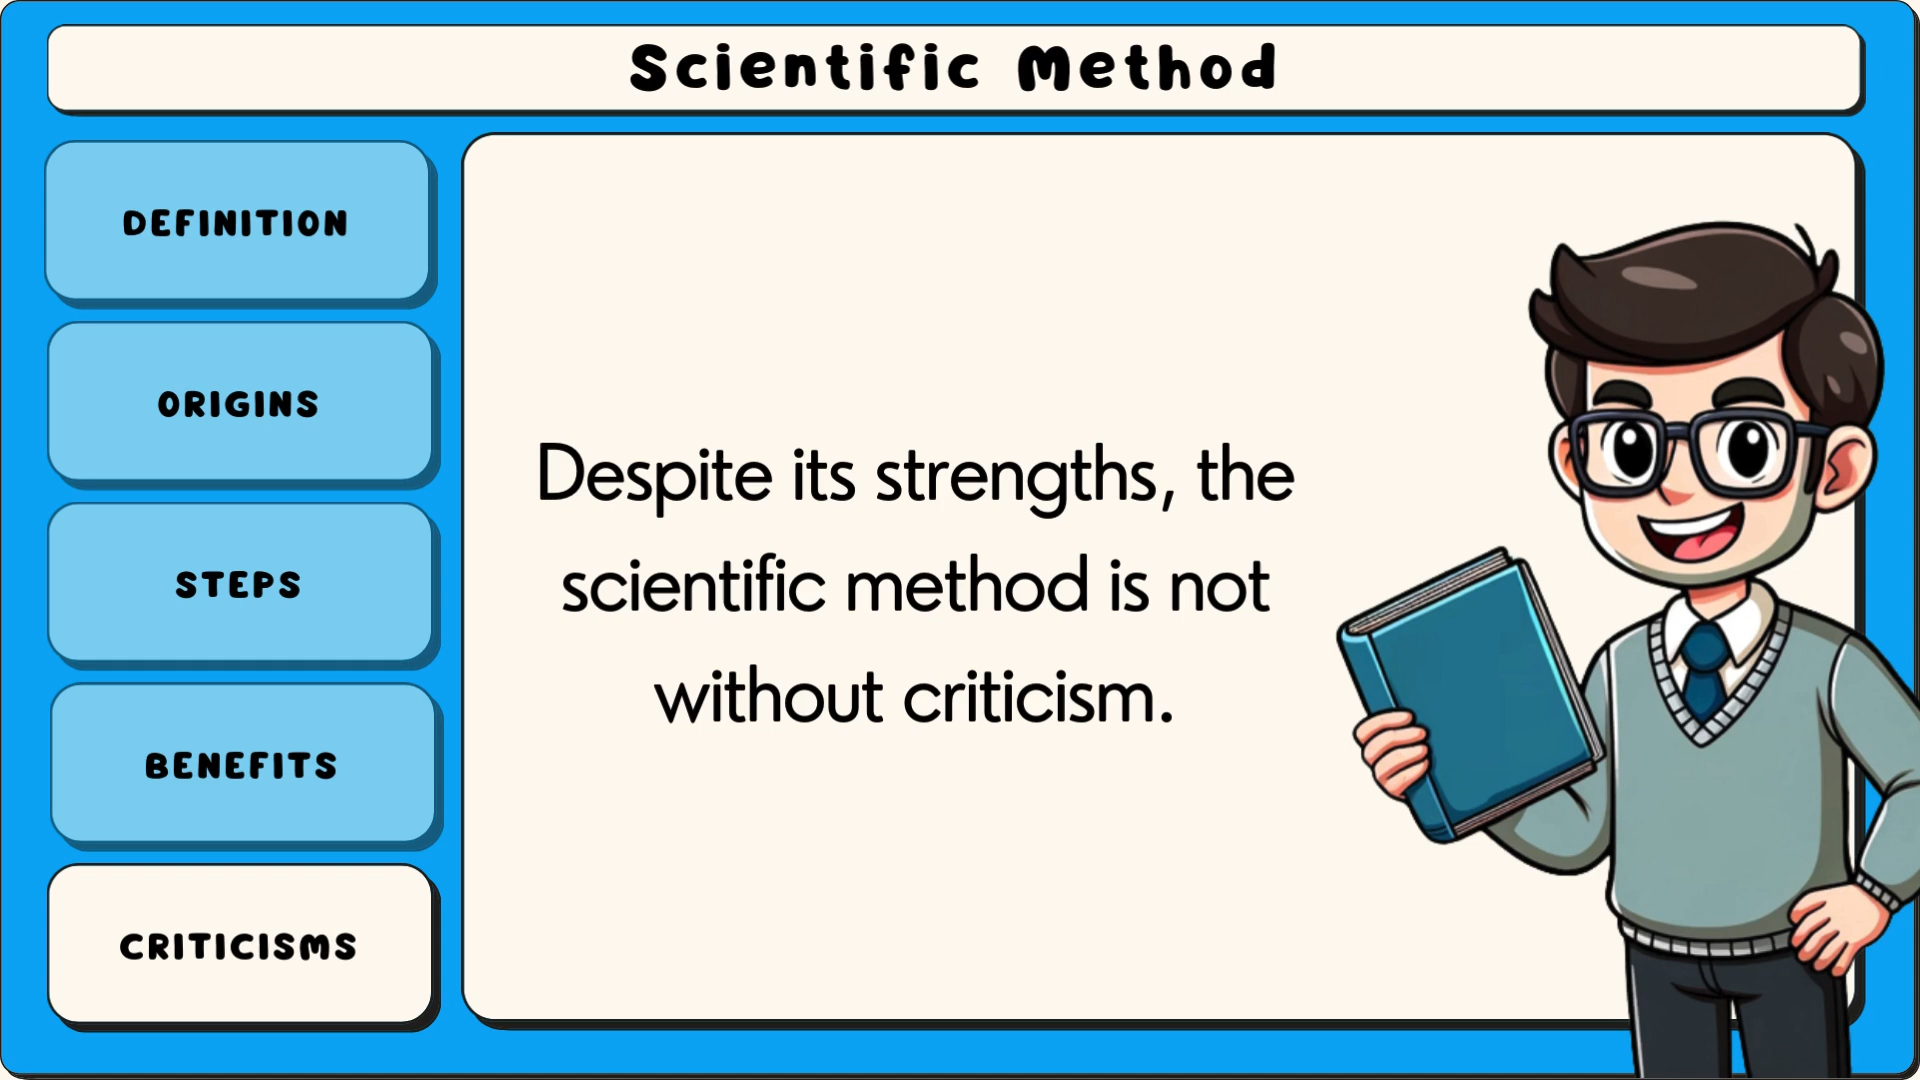 Scientific Method
DEFINITION
ORIGINS
STEPS
BENEFITS
CRITICISMS
Despite its strengths, the
scientific method is not
without criticism.